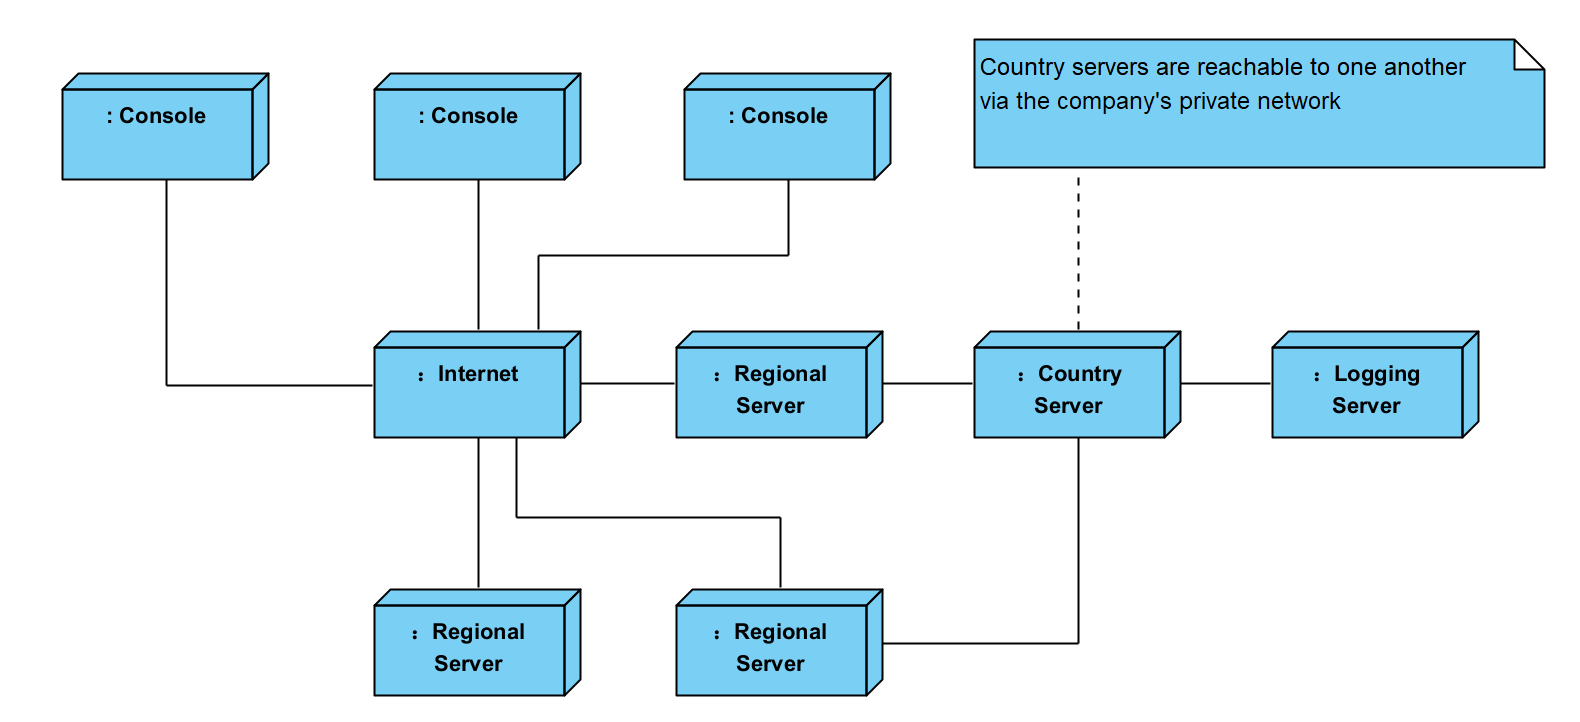 Country servers are reachable to one another
via the company's private network
: Console
: Console
: Console
: Internet
: Regional
Server
: Country
Server
: Logging
Server
: Regional
Server
: Regional
Server